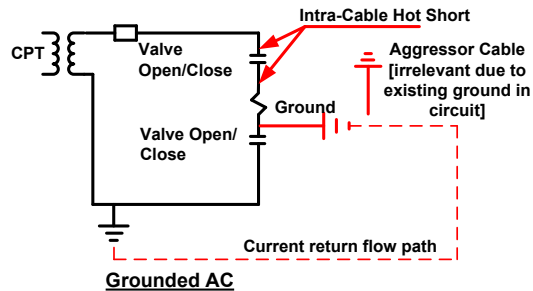 Intra-Cable Hot Short
CPT
Valve
Open/Close
Aggressor Cable
[irrelevant due to
existing ground in
circuit]
Ground
Valve Open/
Close
Current return flow path
Grounded AC